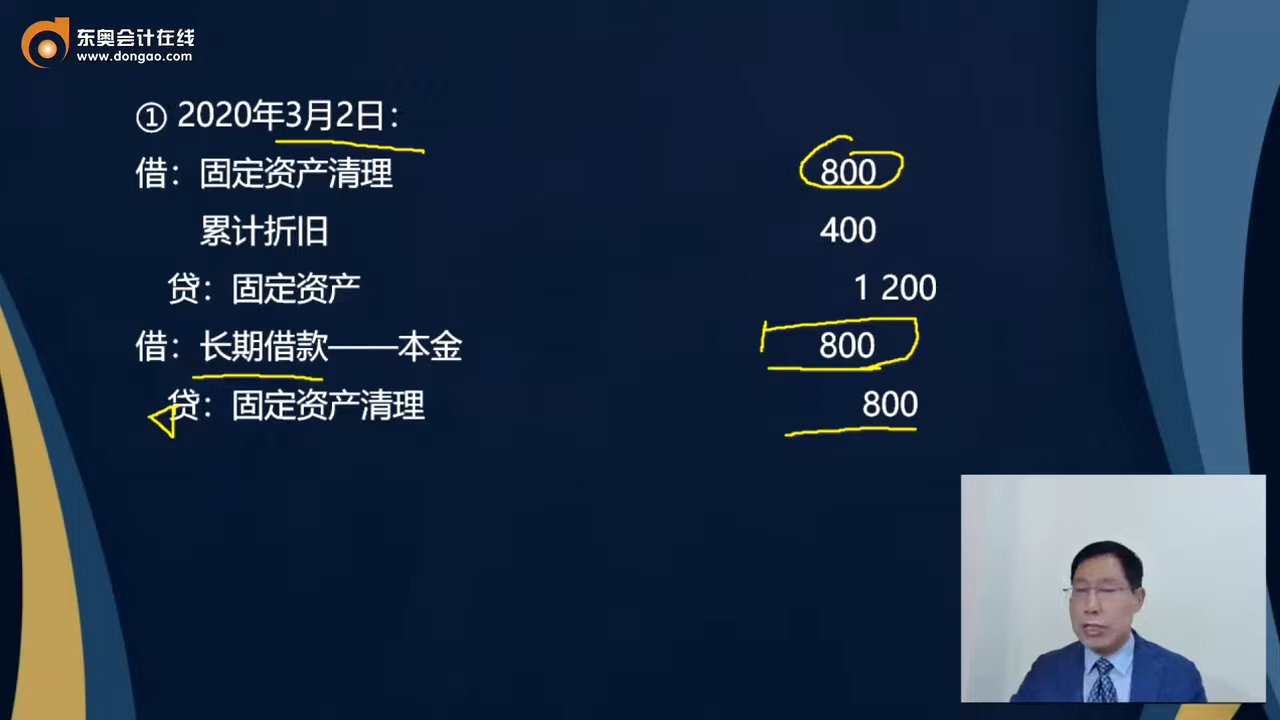 东奥会计在线
www.dongao.com
① 2020年3月2日：
借：固定资产清理 800
累计折旧 400
贷：固定资产 1 200
借：长期借款——本金 800
贷：固定资产清理 800